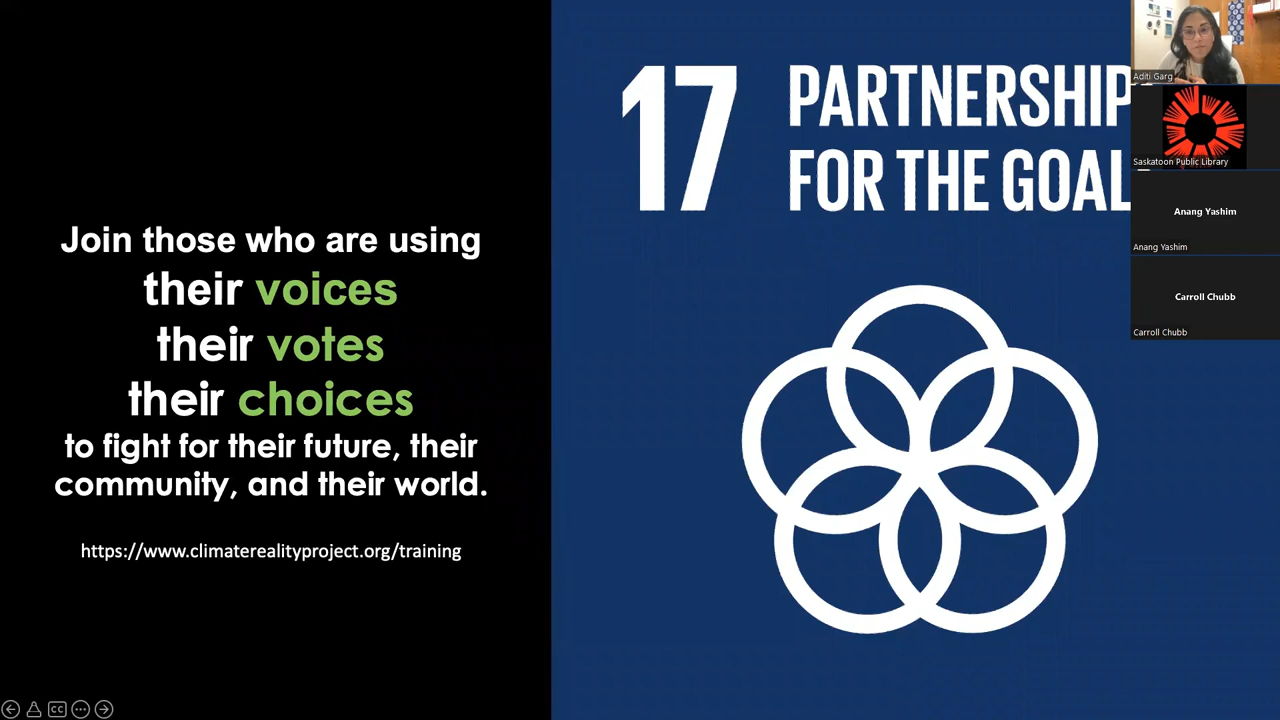 Join those who are using
their voices
their votes
their choices
to fight for their future, their
community, and their world.
https://www.climaterealityproject.org/training
17
PARTNERSHIP
FOR THE GOAL
Aditi Garg
Saskatoon Public Library
Anang Yashim
Anang Yashim
Carroll Chubb
Carroll Chubb
CC